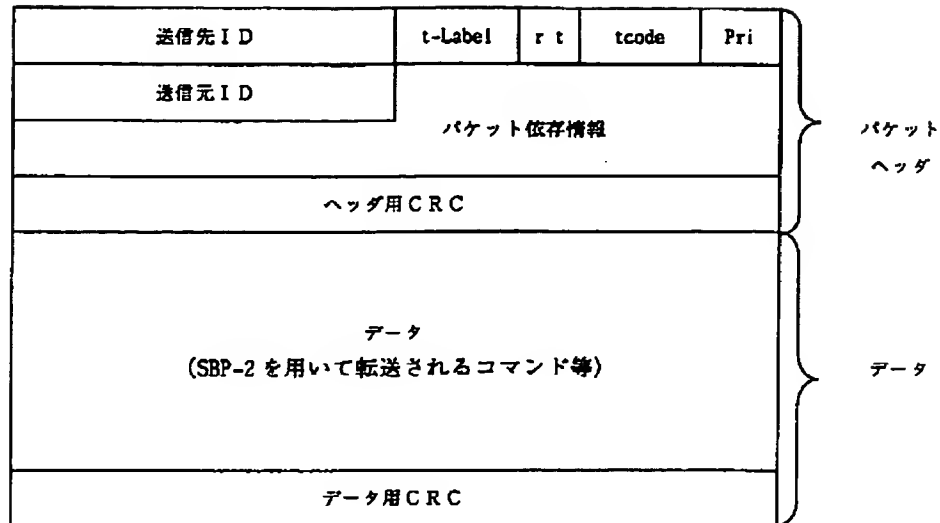 送信先ID t-Label r t tcode Pri
送信元ID
パケット依存情報
パケット
ヘッダ
ヘッダ用CRC
データ
(SBP-2を用いて転送されるコマンド等)
データ
データ用CRC